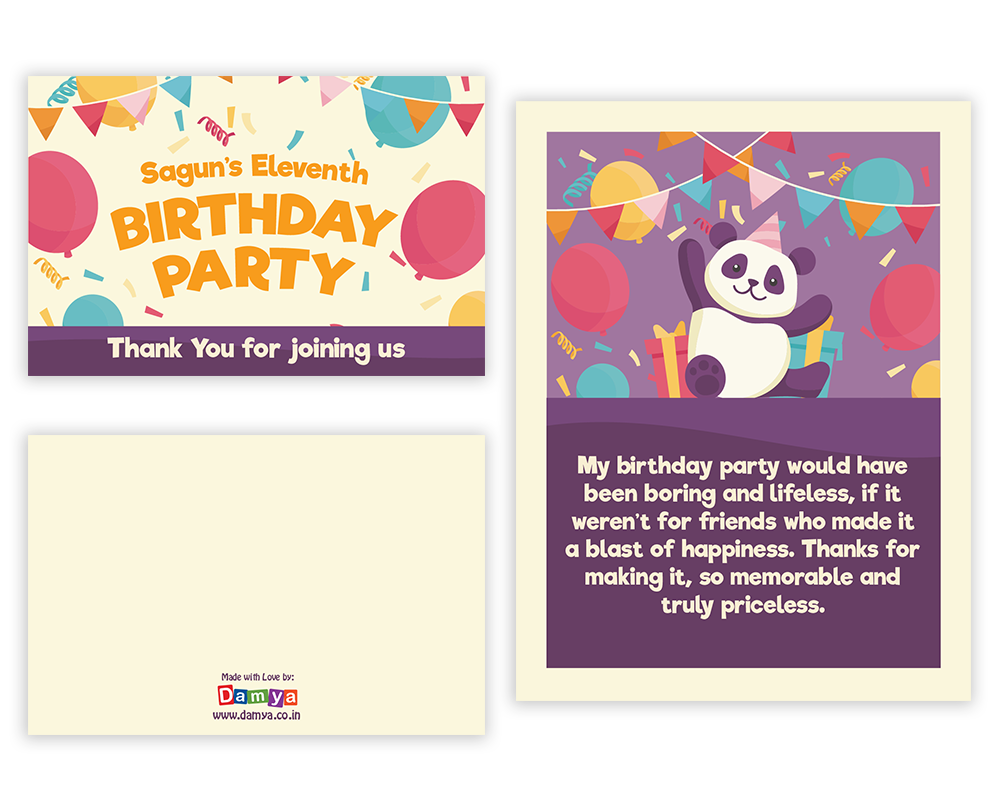 Sagun's Eleventh
BIRTHDAY
PARTY
Thank You for joining us
My birthday party would have
been boring and lifeless, if it
weren't for friends who made it
a blast of happiness. Thanks for
making it, so memorable and
truly priceless.
Made with Love by:
Damya
www.damya.co.in